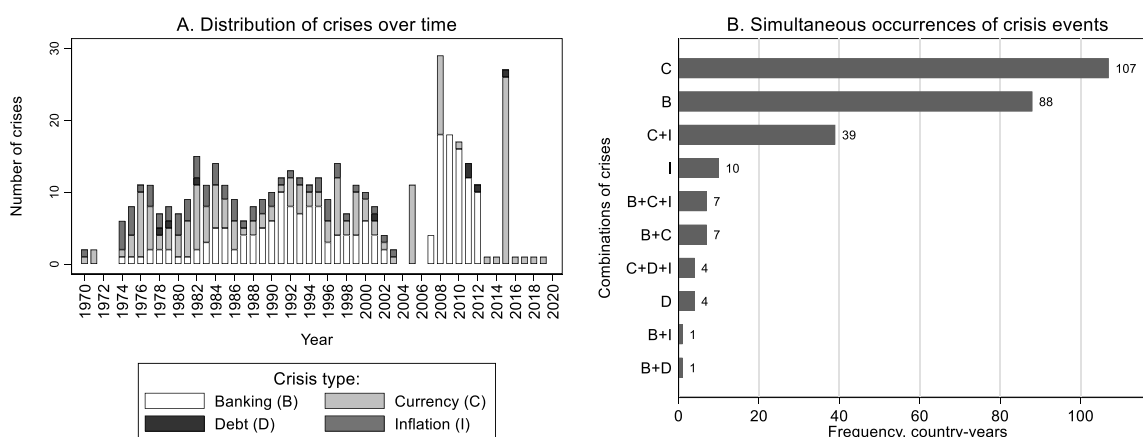 A. Distribution of crises over time
Number of crises
30
20
10
0
1970
1972
1974
1976
1978
1980
1982
1984
1986
1988
1990
1992
1994
1996
1998
2000
2002
2004
2006
2008
2010
2012
2014
2016
2018
2020
Year
Crisis type:
Banking (B)
Currency (C)
Debt (D)
Inflation (I)
B. Simultaneous occurrences of crisis events
Combinations of crises
C
107
B
88
C+I
39
I
10
B+C+I
7
B+C
7
C+D+I
4
D
4
B+I
1
B+D
1
0
20
40
60
80
100
Frequency, country-years